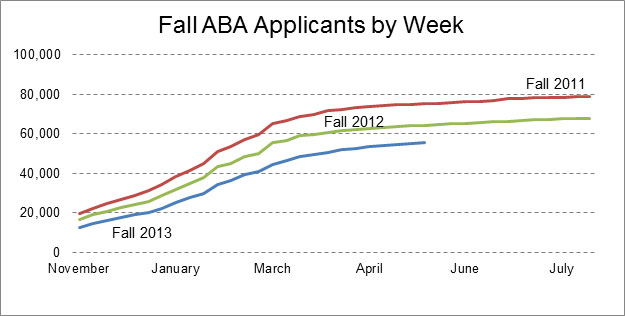 Fall ABA Applicants by Week
100,000
80,000
60,000
40,000
20,000
0
Fall 2011
Fall 2012
Fall 2013
November January March April June July